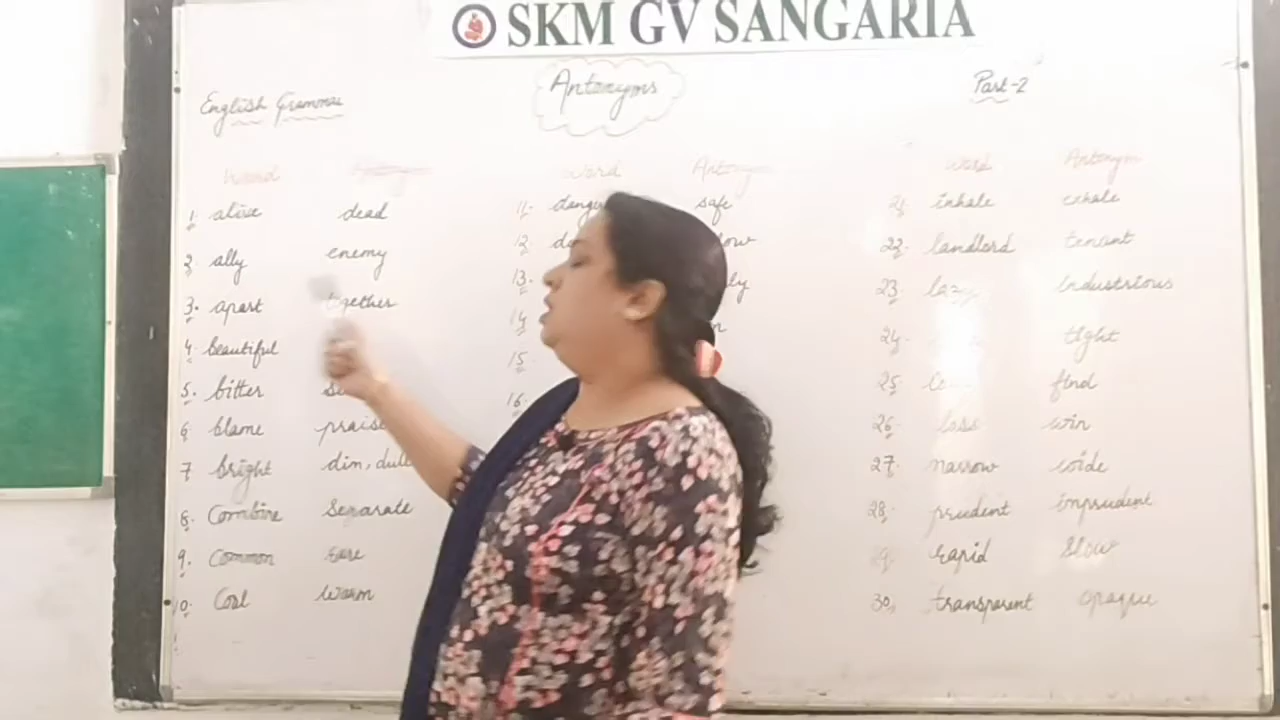 SKM GV SANGARIA
English Grammar
Antonyms
Part-2
Word Antonym
1. alive dead
2. ally enemy
3. apart together
4. beautiful
5. bitter
6. blame praise
7 bright dim, dull
8. Combine Separate
9. Common rare
10. Cool warm
Word Antonym
11. safe
12.
13.
14
15
16.
Word Antonym
21. inhale exhale
22. landlord tenant
23 lazy industrious
24. tight
25. find
26. loss win
27. narrow wide
28. prudent imprudent
29. rapid slow
30. transparent opaque